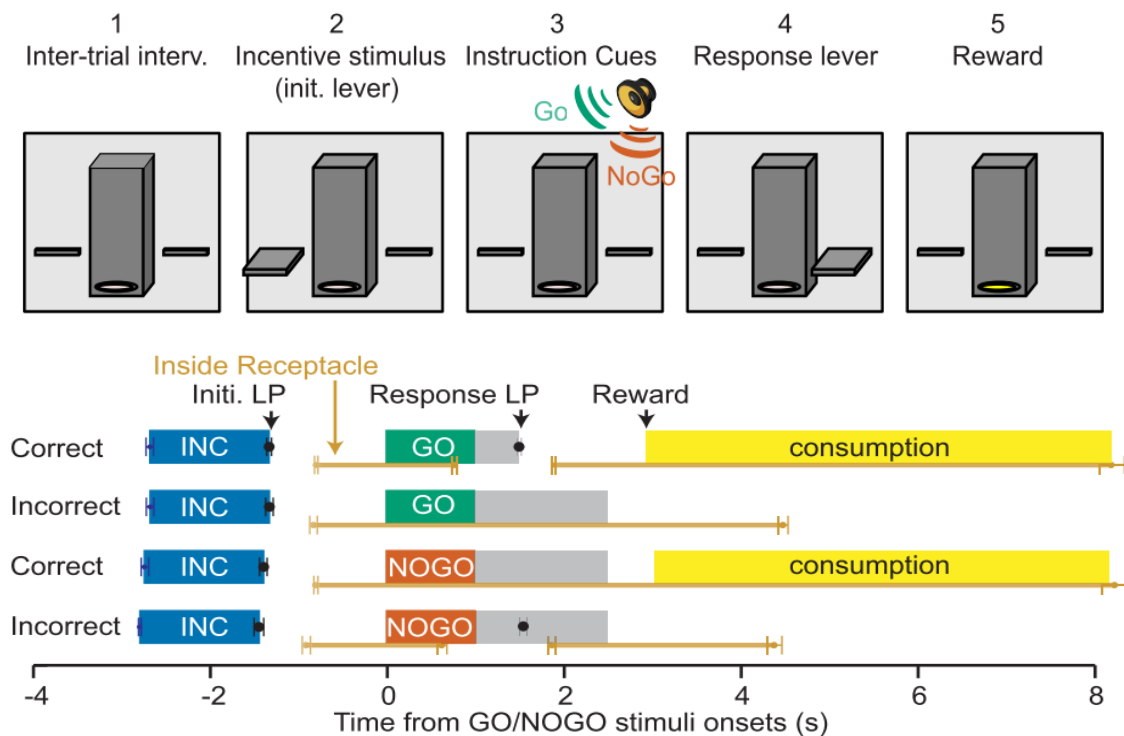 1
Inter-trial interv.
2
Incentive stimulus
(init. lever)
3
Instruction Cues
4
Response lever
5
Reward
Go
NoGo
Inside Receptacle
Initi. LP
Response LP
Reward
Correct
INC
GO
consumption
Incorrect
INC
GO
Correct
INC
NOGO
consumption
Incorrect
INC
NOGO
-4
-2
0
2
4
6
8
Time from GO/NOGO stimuli onsets (s)